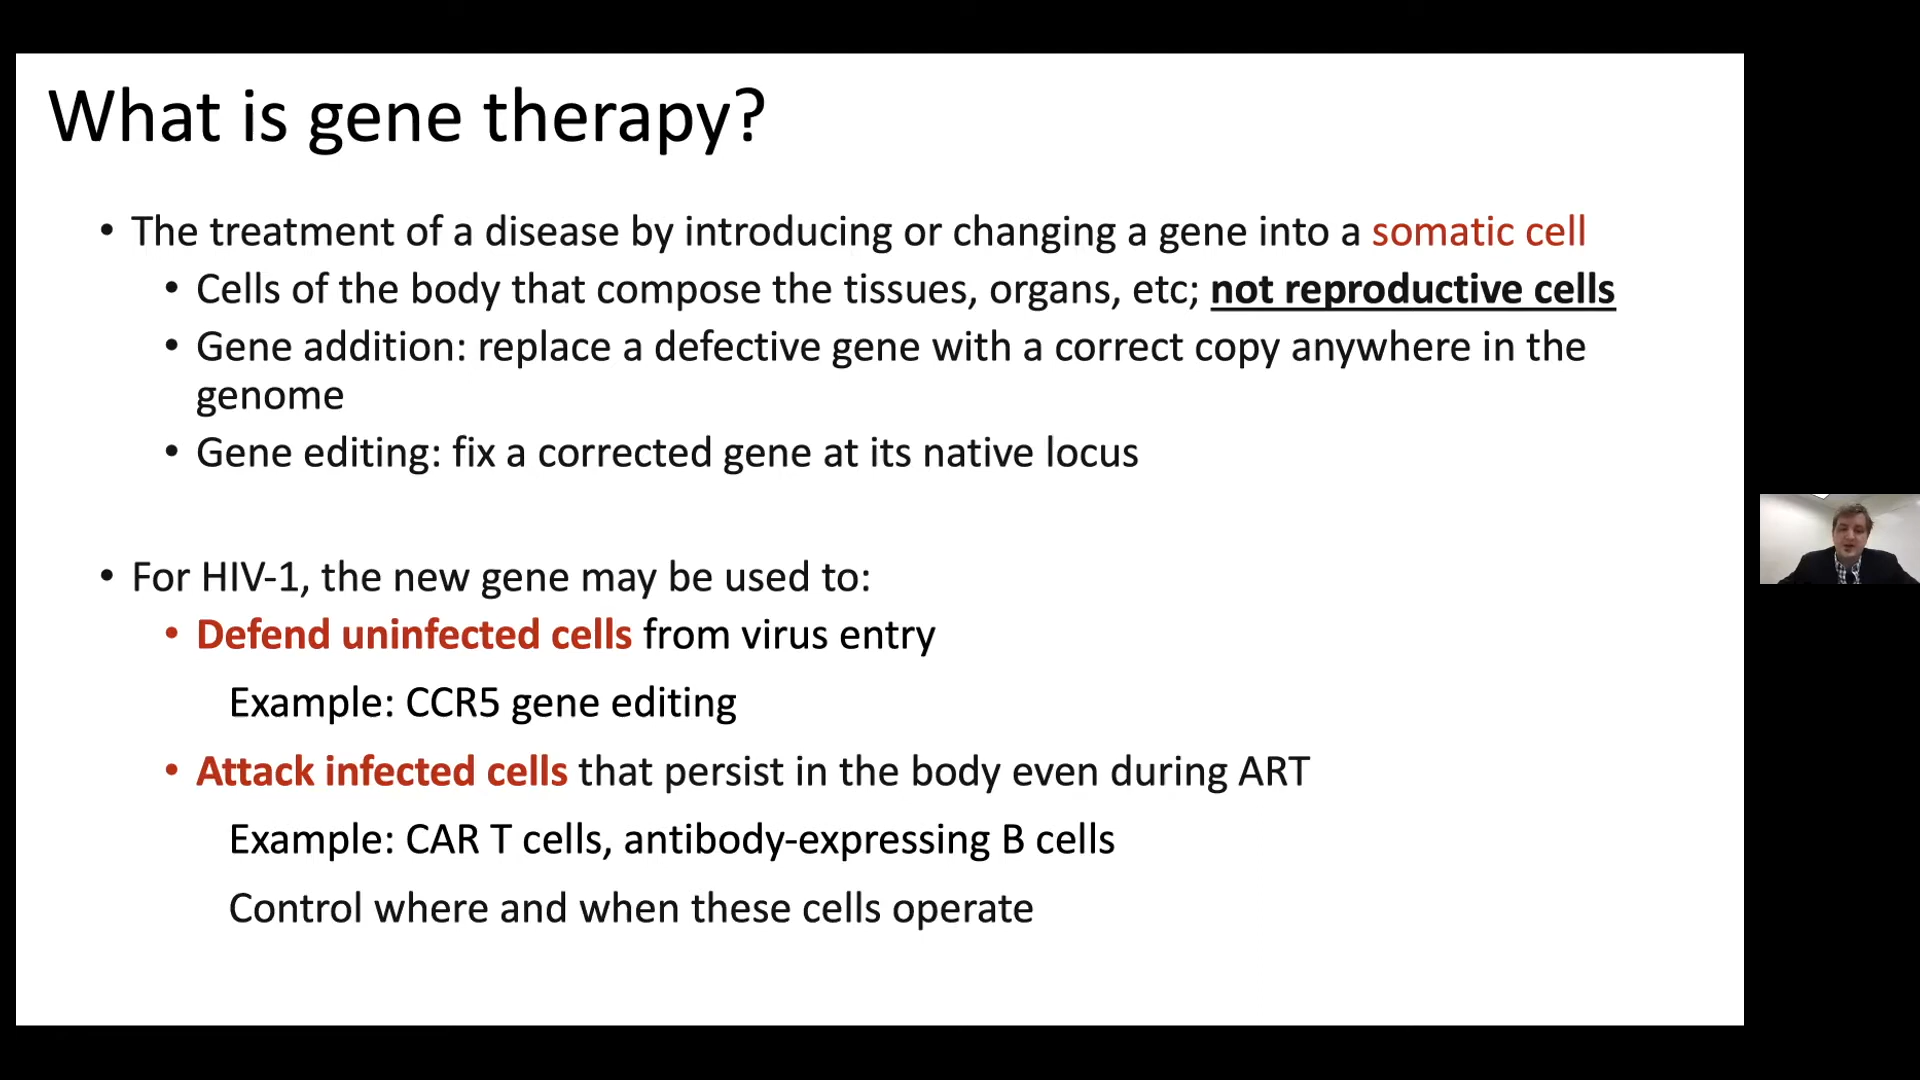 What is gene therapy?
• The treatment of a disease by introducing or changing a gene into a somatic cell
• Cells of the body that compose the tissues, organs, etc; not reproductive cells
• Gene addition: replace a defective gene with a correct copy anywhere in the
genome
• Gene editing: fix a corrected gene at its native locus
• For HIV-1, the new gene may be used to:
• Defend uninfected cells from virus entry
Example: CCR5 gene editing
• Attack infected cells that persist in the body even during ART
Example: CAR T cells, antibody-expressing B cells
Control where and when these cells operate